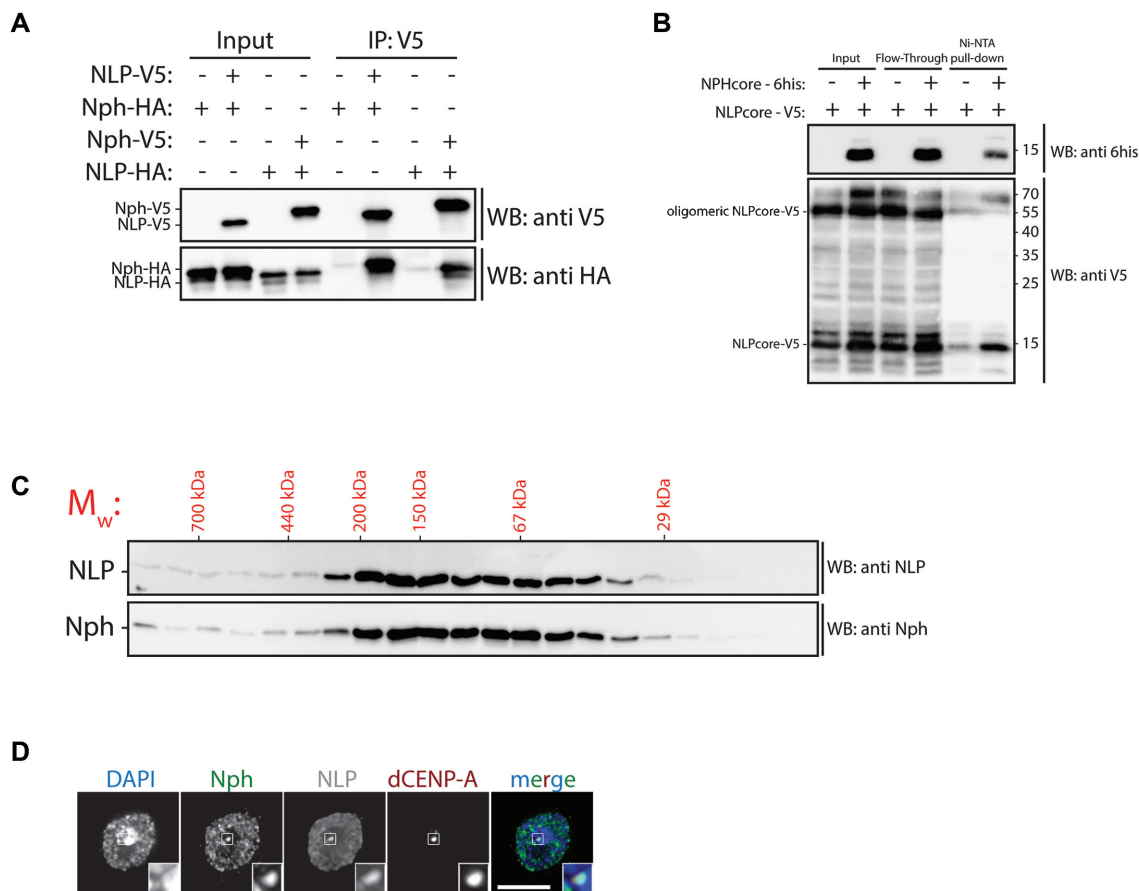 A
Input IP: V5
NLP-V5: - + - - - + - -
Nph-HA: + + - - + + - -
Nph-V5: - - - + - - - +
NLP-HA: - - + + - - + +
Nph-V5
NLP-V5
WB: anti V5
Nph-HA
NLP-HA
WB: anti HA
B
Input Flow-Through Ni-NTA pull-down
NPHcore - 6his: - + - + - +
NLPcore - V5: + + + + + +
15
WB: anti 6his
oligomeric NLPcore-V5
NLPcore-V5
70
55
40
35
25
15
WB: anti V5
C
Mw: 700 kDa 440 kDa 200 kDa 150 kDa 67 kDa 29 kDa
NLP WB: anti NLP
Nph WB: anti Nph
D
DAPI Nph NLP dCENP-A merge